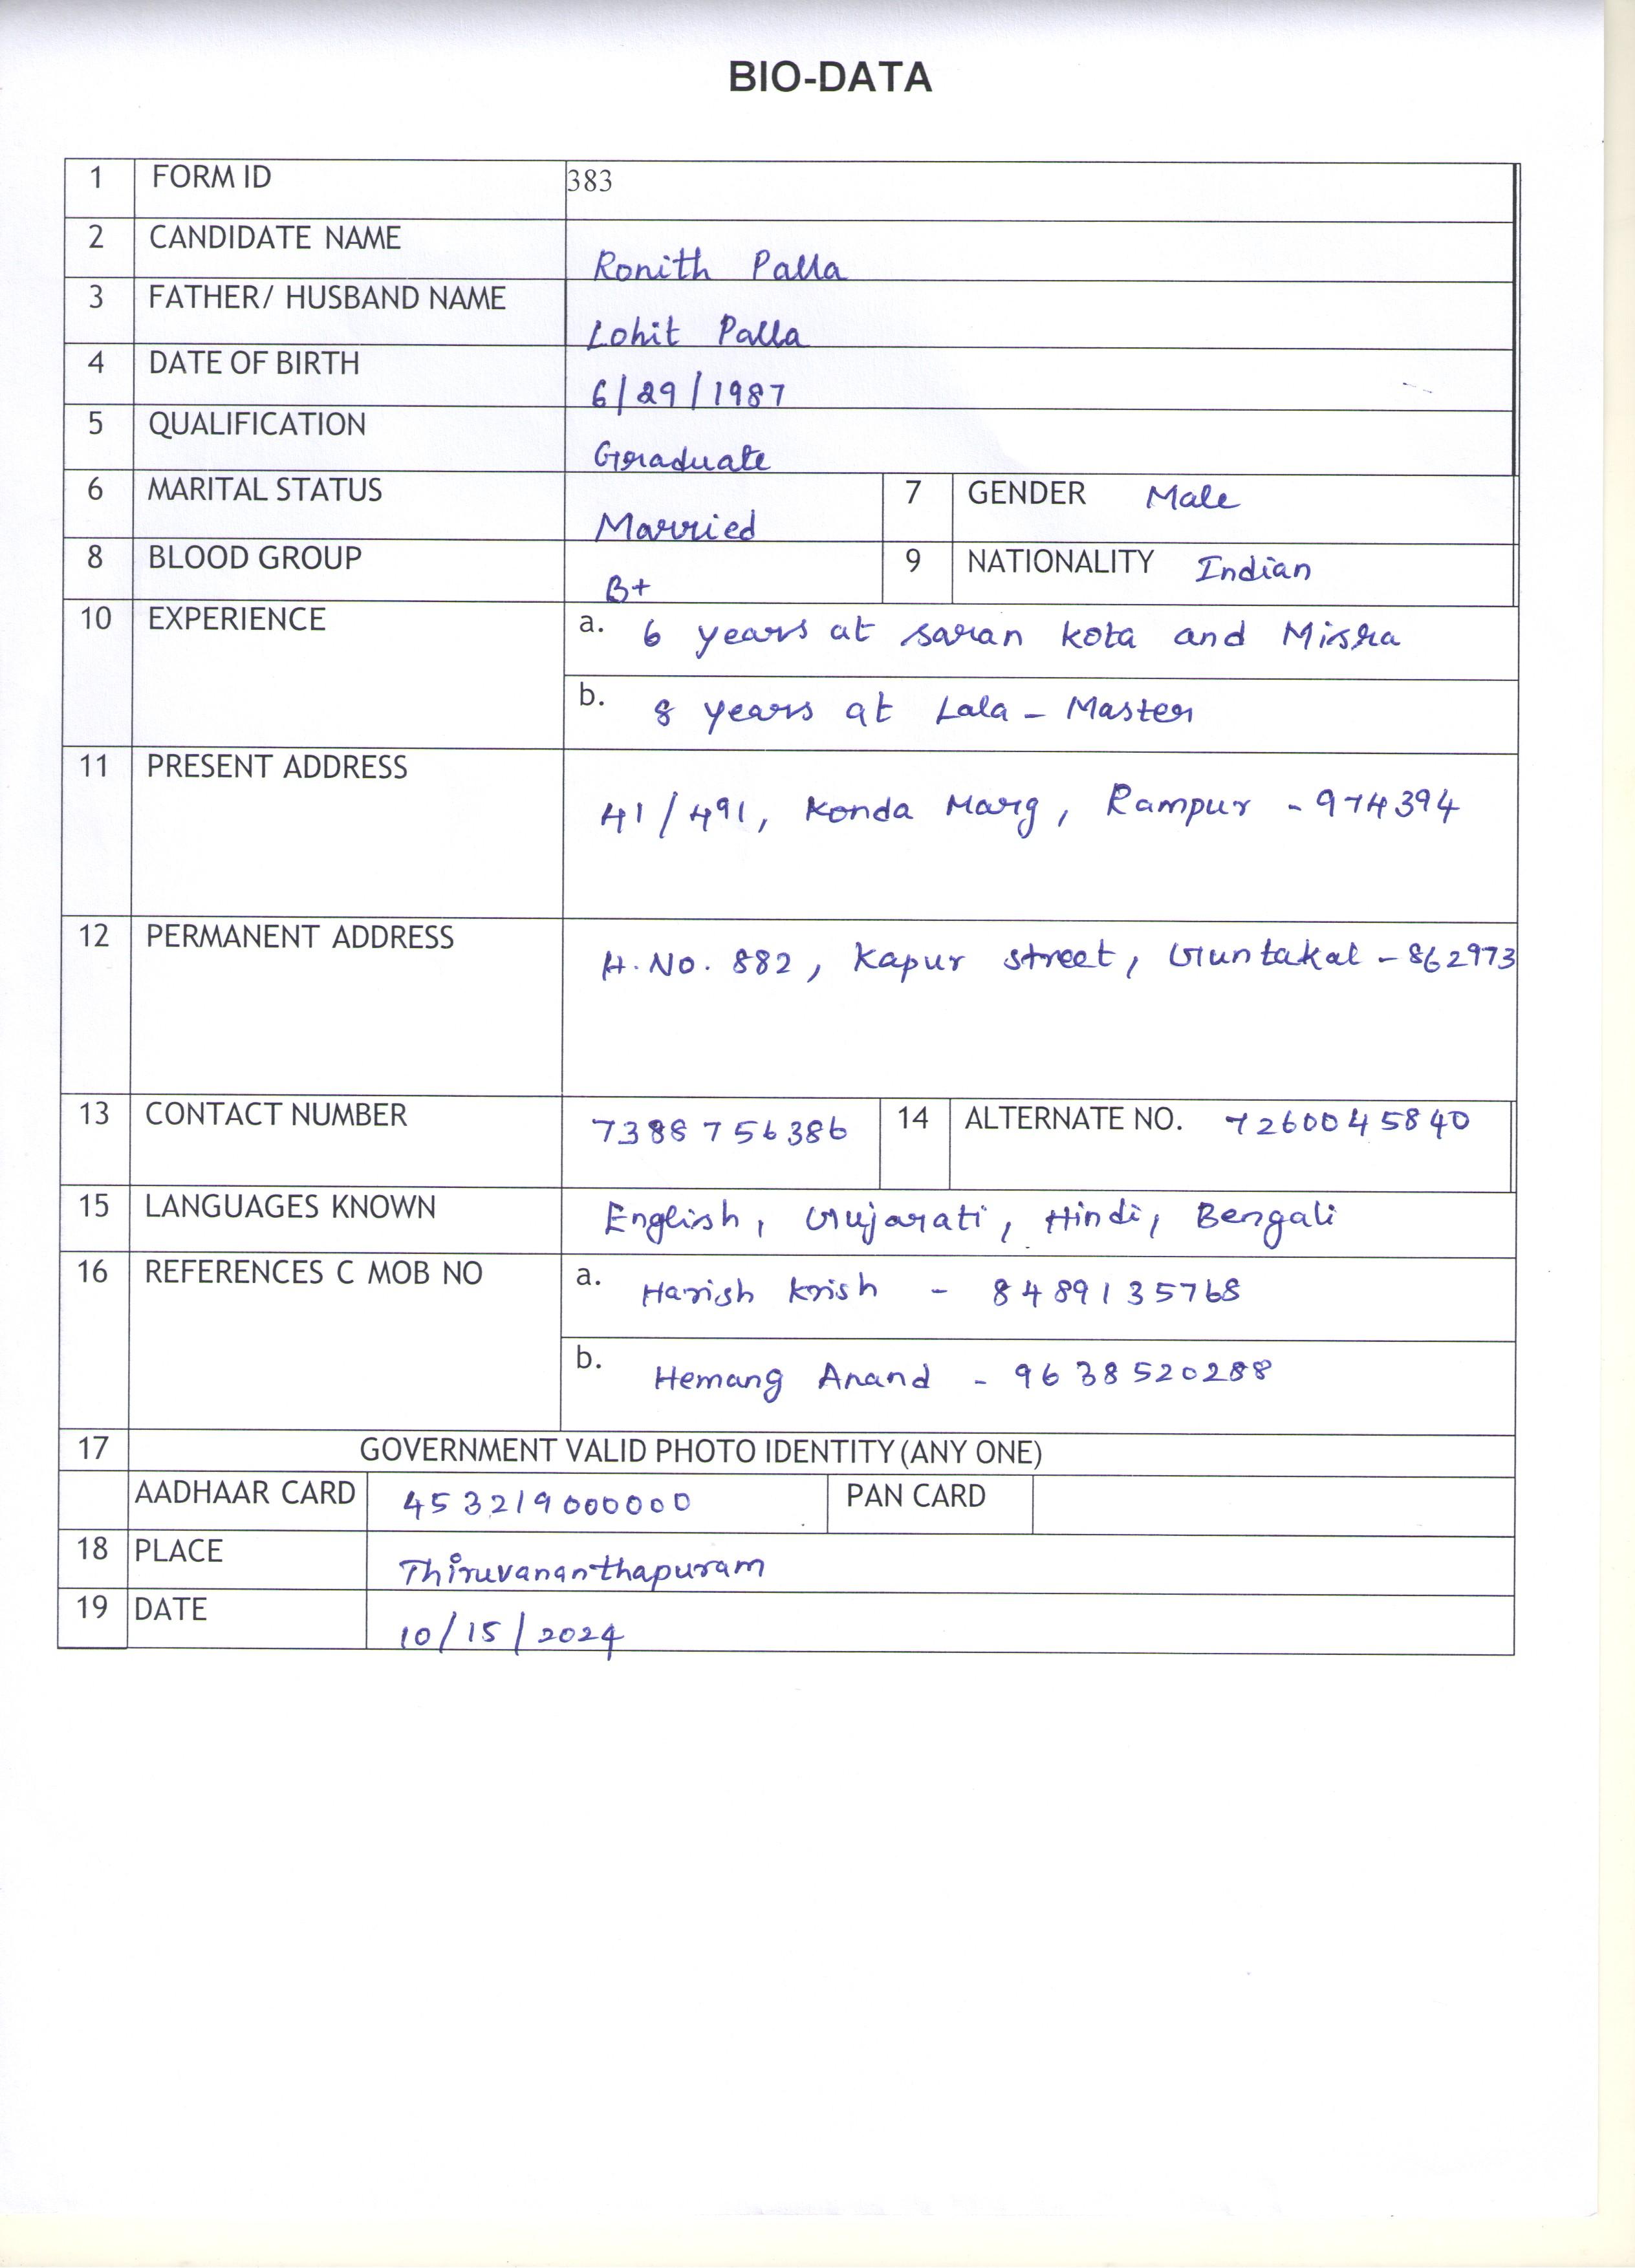 BIO-DATA
1 FORM ID 383
2 CANDIDATE NAME Ronith Palla
3 FATHER/ HUSBAND NAME Lohit Palla
4 DATE OF BIRTH 6/29/1987
5 QUALIFICATION Graduate
6 MARITAL STATUS Married 7 GENDER Male
8 BLOOD GROUP B+ 9 NATIONALITY Indian
10 EXPERIENCE a. 6 years at saran kota and Misra
b. 8 years at Lala - Master
11 PRESENT ADDRESS 41/491, Konda Marg, Rampur - 974394
12 PERMANENT ADDRESS H.No. 882, Kapur street, Guntakal - 862973
13 CONTACT NUMBER 7388756386 14 ALTERNATE NO. 7260045840
15 LANGUAGES KNOWN English, Gujarati, Hindi, Bengali
16 REFERENCES C MOB NO a. Harish Krish - 8489135768
b. Hemang Anand - 9638520288
17 GOVERNMENT VALID PHOTO IDENTITY (ANY ONE)
AADHAAR CARD 453219000000 PAN CARD
18 PLACE Thiruvananthapuram
19 DATE 10/15/2024